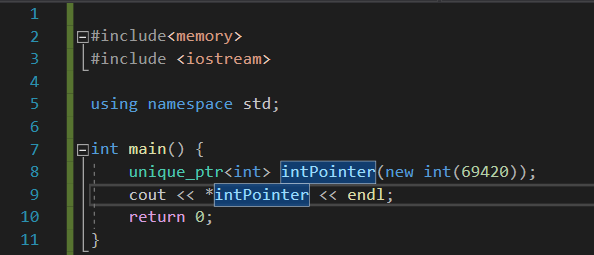 1
2 #include<memory>
3 #include <iostream>
4
5 using namespace std;
6
7 int main() {
8 unique_ptr<int> intPointer(new int(69420));
9 cout << *intPointer << endl;
10 return 0;
11 }